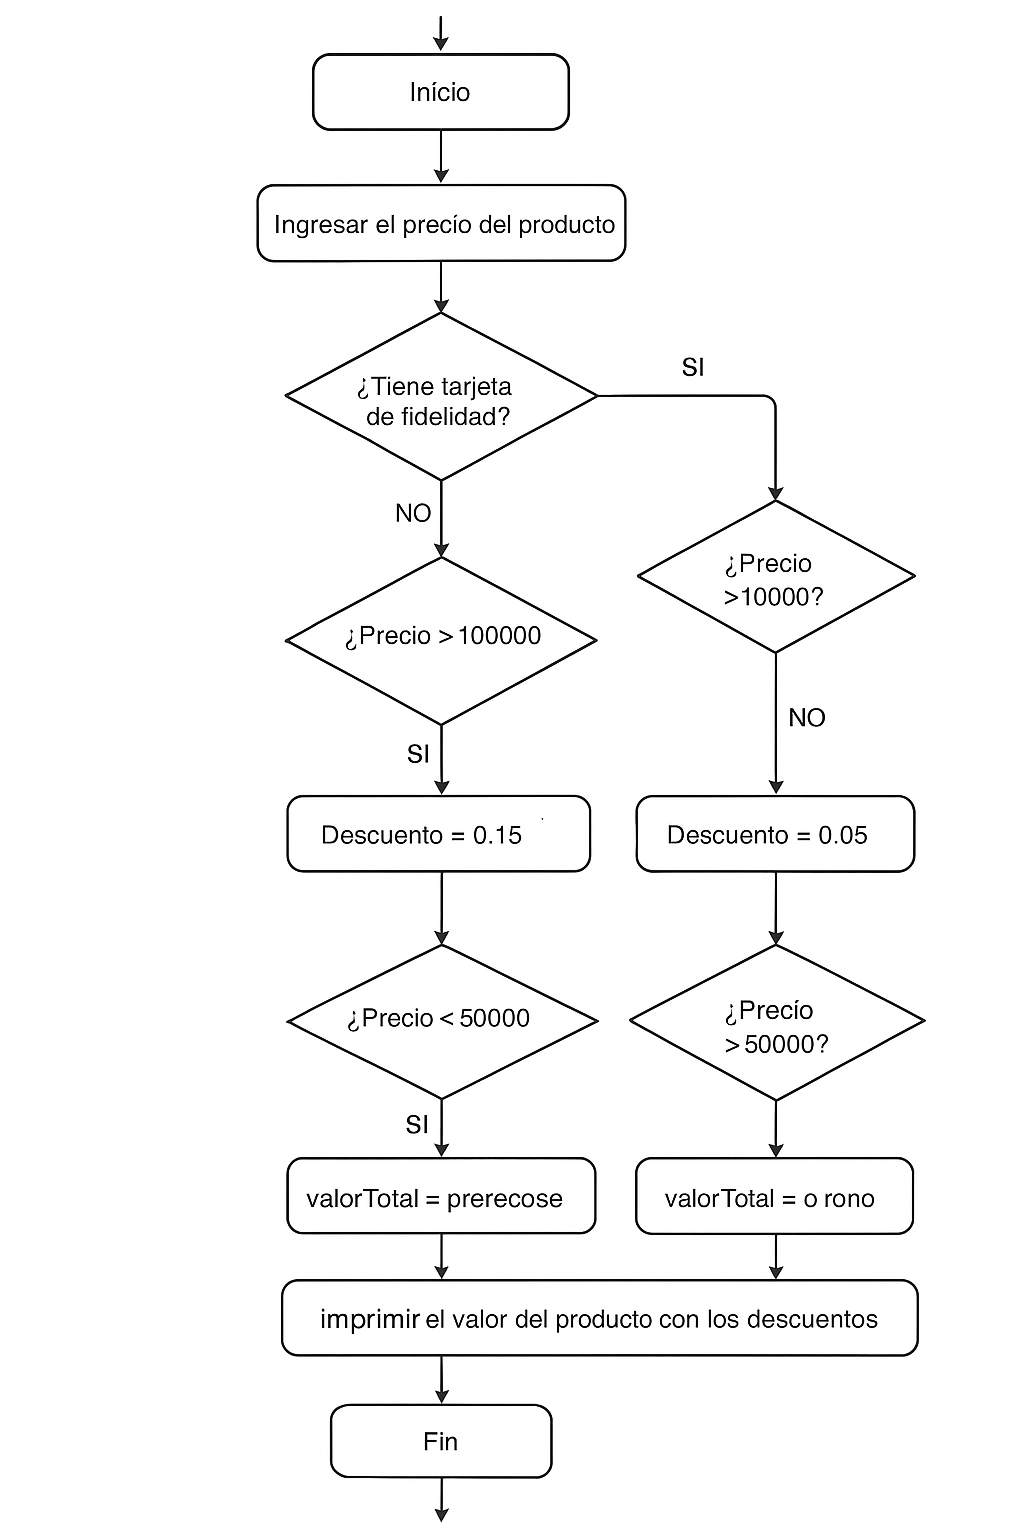 Inícío
Ingresar el precío del producto
¿Tiene tarjeta
de fidelidad?
SI
NO
¿Precio
>10000?
¿Precio > 100000
NO
SI
Descuento = 0.15
Descuento = 0.05
¿Precio < 50000
¿Precío
> 50000?
SI
valorTotal = prerecose
valorTotal = o rono
imprimir el valor del producto con los descuentos
Fin